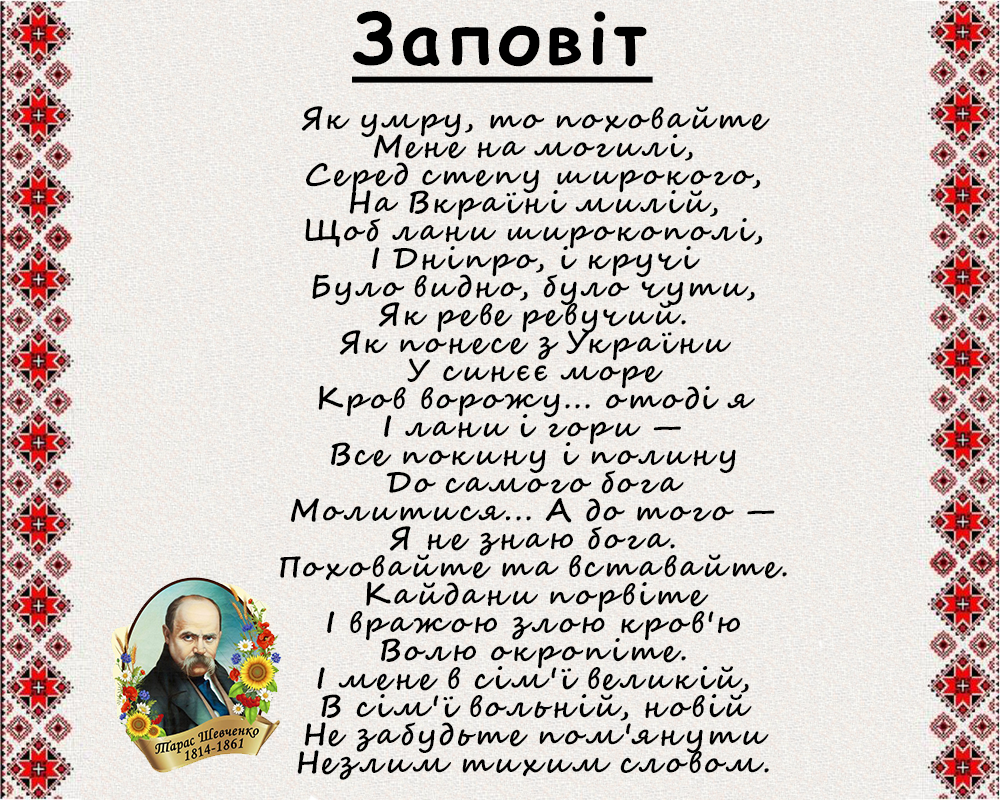 Заповіт
Як умру, то поховайте
Мене на могилі,
Серед степу широкого,
На Вкраїні милій,
Щоб лани широкополі,
І Дніпро, і кручі
Було видно, було чути,
Як реве ревучий.
Як понесе з України
У синєє море
Кров ворожу... отоді я
І лани і гори —
Все покину і полину
До самого бога
Молитися... А до того —
Я не знаю бога.
Поховайте та вставайте.
Кайдани порвіте
І вражою злою кров'ю
Волю окропіте.
І мене в сім'ї великій,
В сім'ї вольній, новій
Не забудьте пом'янути
Незлим тихим словом.
Тарас Шевченко
1814-1861